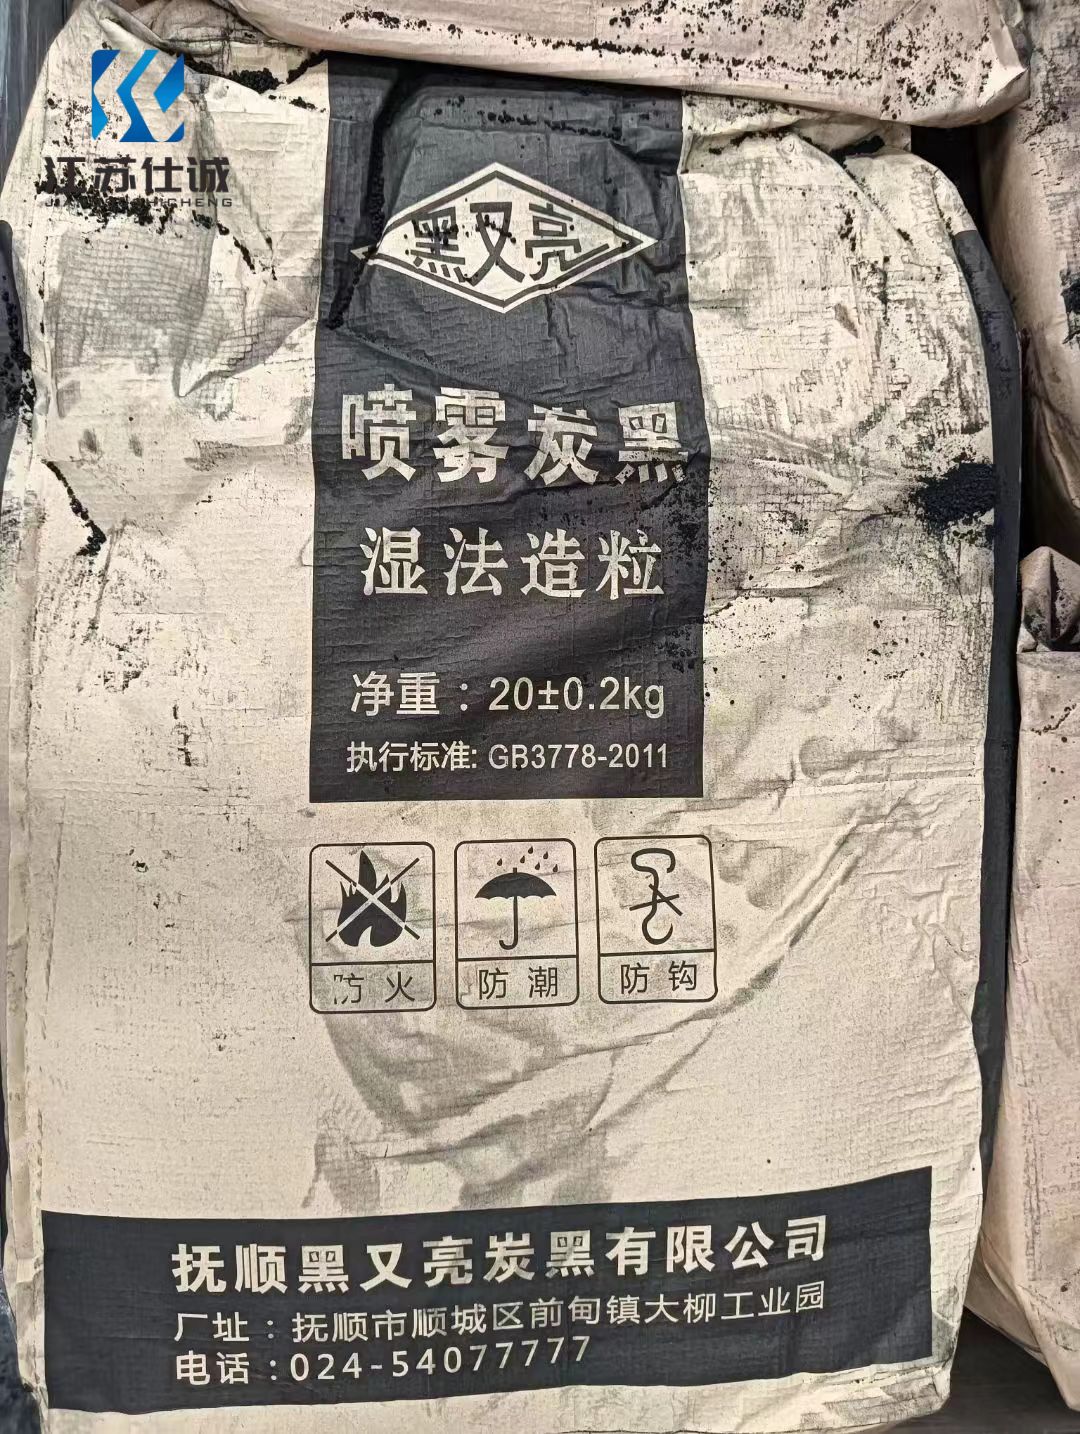 江苏仕诚
JIANGSU SHICHENG
黑又亮
喷雾炭黑
湿法造粒
净重：20±0.2kg
执行标准: GB3778-2011
防火
防潮
防钩
抚顺黑又亮炭黑有限公司
厂址：抚顺市顺城区前甸镇大柳工业园
电话：024-54077777